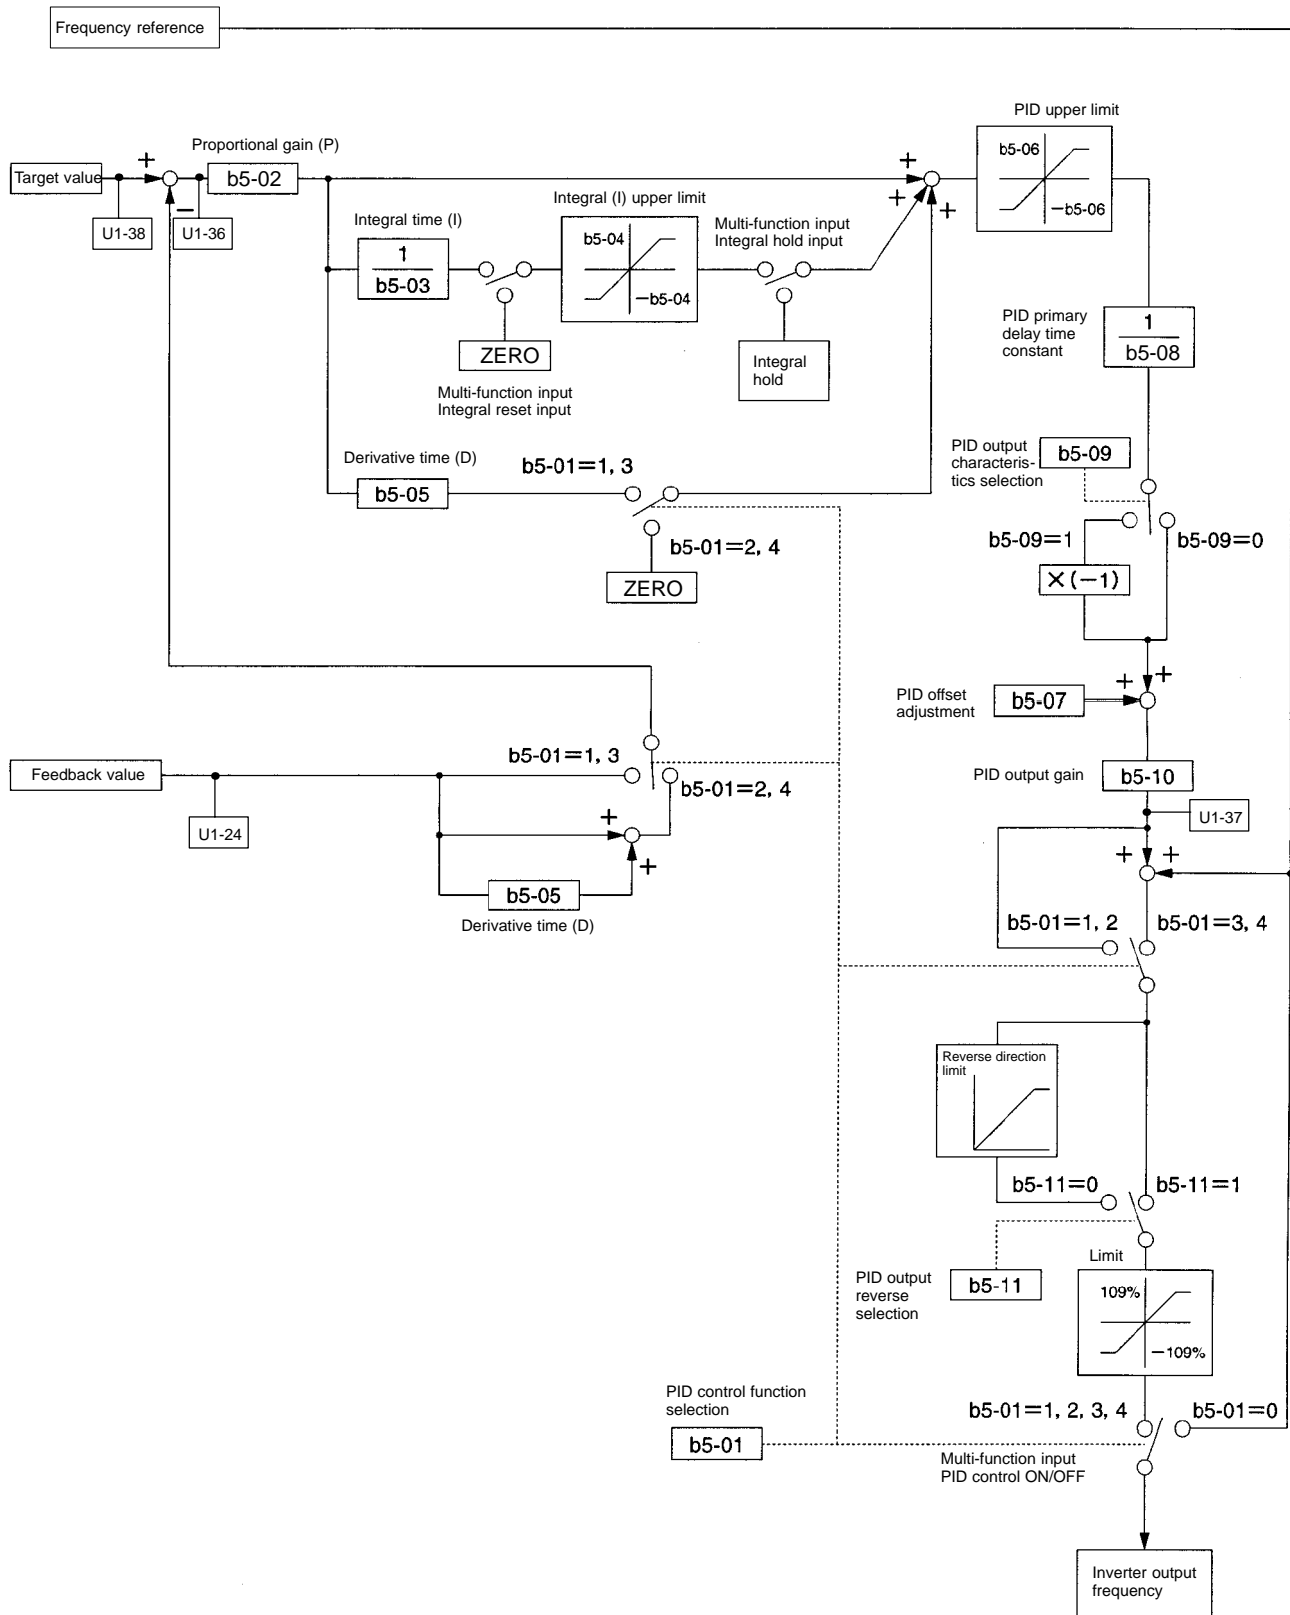 Frequency reference
PID upper limit
b5-06
—b5-06
Proportional gain (P)
+
Target value
b5-02
+
+
+
−
U1-38
U1-36
Integral time (I)
1
b5-03
Integral (I) upper limit
b5-04
—b5-04
Multi-function input
Integral hold input
ZERO
Multi-function input
Integral reset input
Integral
hold
PID primary
delay time
constant
1
b5-08
Derivative time (D)
b5-05
b5-01=1, 3
b5-01=2, 4
ZERO
PID output
characteris-
tics selection
b5-09
b5-09=1
b5-09=0
×(−1)
+
+
PID offset
adjustment
b5-07
Feedback value
U1-24
b5-01=1, 3
b5-01=2, 4
+
+
b5-05
Derivative time (D)
PID output gain
b5-10
U1-37
+
+
b5-01=1, 2
b5-01=3, 4
Reverse direction
limit
b5-11=0
b5-11=1
PID output
reverse
selection
b5-11
Limit
109%
—109%
PID control function
selection
b5-01
b5-01=1, 2, 3, 4
b5-01=0
Multi-function input
PID control ON/OFF
Inverter output
frequency